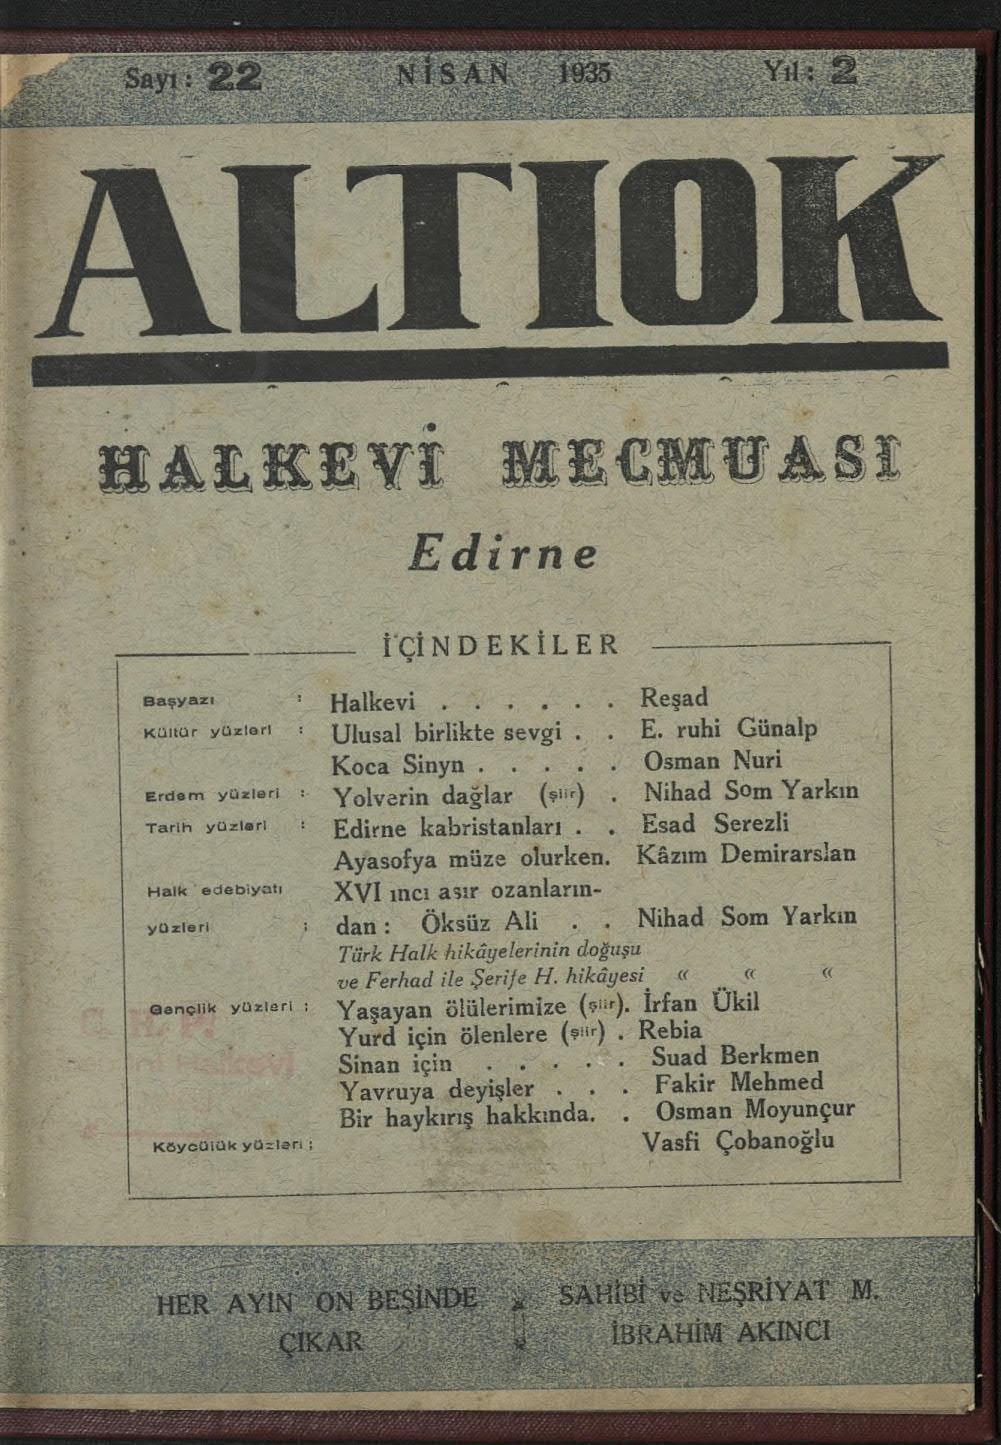 Sayı: 22 NİSAN 1935 Yıl: 2
ALTIOK
HALKEVİ MECMUASI
Edirne
İÇİNDEKİLER
Başyazı : Halkevi . . . . . . Reşad
Kültür yüzleri : Ulusal birlikte sevgi . . E. ruhi Günalp
Koca Sinyn . . . . . Osman Nuri
Erdem yüzleri : Yolverin dağlar (şiir) . Nihad Som Yarkın
Tarih yüzleri : Edirne kabristanları . . Esad Serezli
Ayasofya müze olurken. Kâzım Demirarslan
Halk edebiyatı XVI ıncı asır ozanların-
yüzleri : dan : Öksüz Ali . . Nihad Som Yarkın
Türk Halk hikâyelerinin doğuşu
ve Ferhad ile Şerife H. hikâyesi « « «
Gençlik yüzleri : Yaşayan ölülerimize (şiir). İrfan Ükil
Yurd için ölenlere (şiir) . Rebia
Sinan için . . . . . Suad Berkmen
Yavruya deyişler . . . Fakir Mehmed
Bir haykırış hakkında. . Osman Moyunçur
Köycülük yüzleri ; Vasfi Çobanoğlu
HER AYIN ON BEŞİNDE
ÇIKAR
SAHİBİ ve NEŞRİYAT M.
İBRAHİM AKINCI